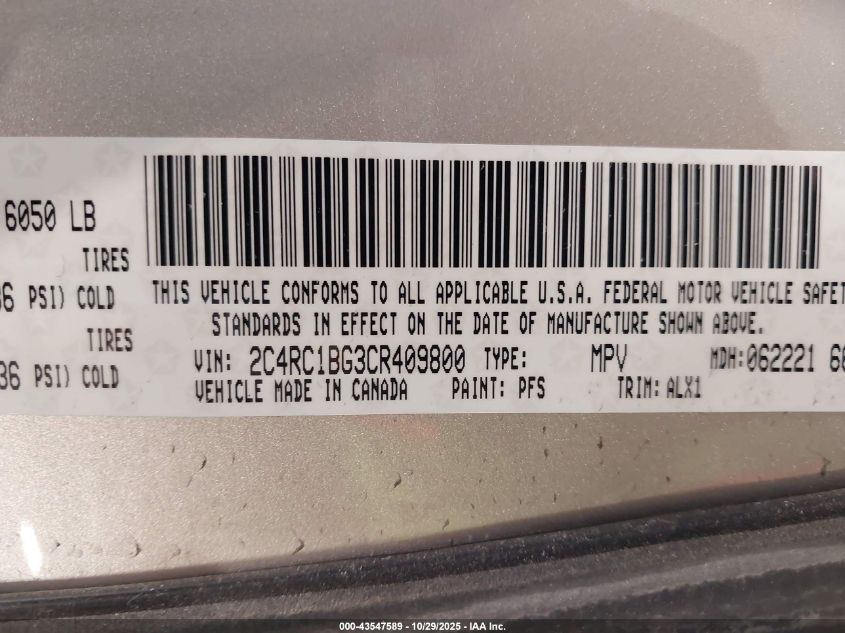 6050 LB
TIRES
36 PSI) COLD
TIRES
36 PSI) COLD
THIS VEHICLE CONFORMS TO ALL APPLICABLE U.S.A. FEDERAL MOTOR VEHICLE SAFET
STANDARDS IN EFFECT ON THE DATE OF MANUFACTURE SHOWN ABOVE.
VIN: 2C4RC1BG3CR409800 TYPE: MPV MDH:062221 6
VEHICLE MADE IN CANADA PAINT: PFS TRIM: ALX1
000-43547589 - 10/29/2025 - IAA Inc.